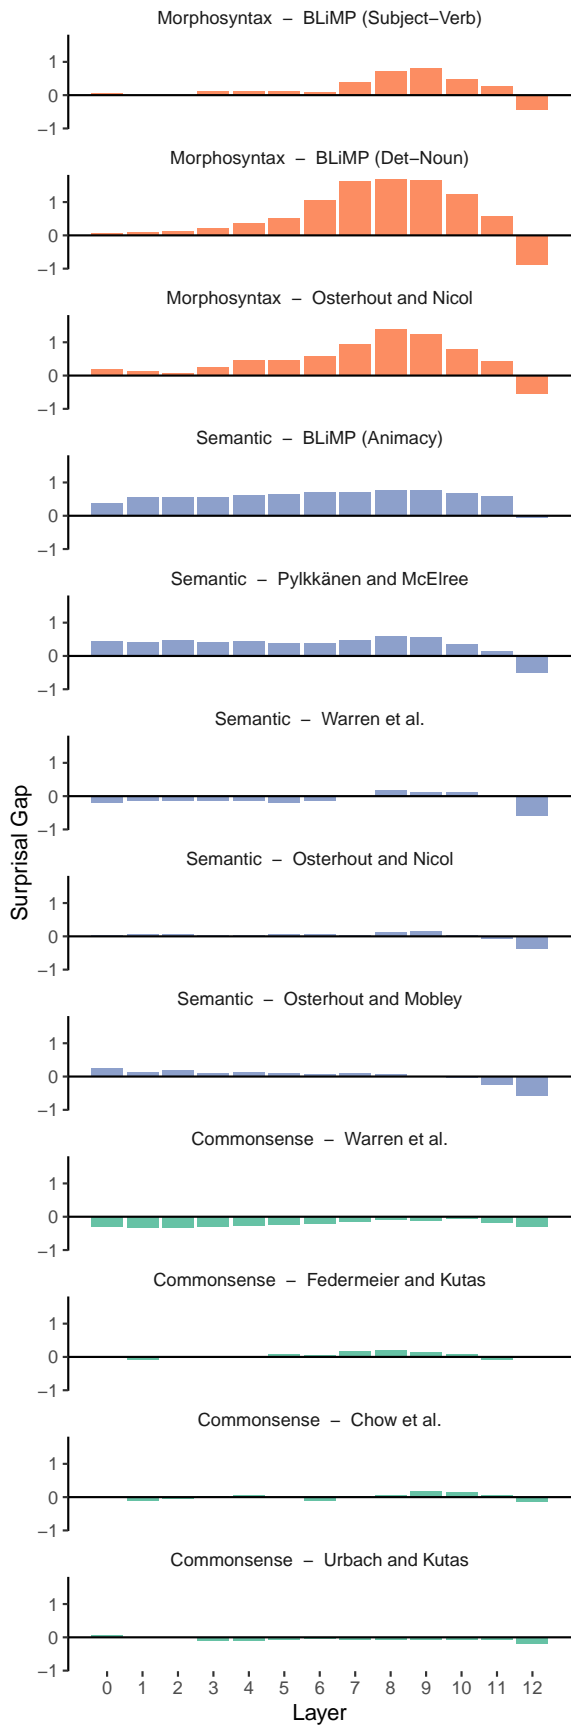 Morphosyntax – BLiMP (Subject–Verb)
1
0
−1
Morphosyntax – BLiMP (Det–Noun)
1
0
−1
Morphosyntax – Osterhout and Nicol
1
0
−1
Semantic – BLiMP (Animacy)
1
0
−1
Semantic – Pylkkänen and McElree
1
0
−1
Semantic – Warren et al.
1
0
−1
Surprisal Gap
Semantic – Osterhout and Nicol
1
0
−1
Semantic – Osterhout and Mobley
1
0
−1
Commonsense – Warren et al.
1
0
−1
Commonsense – Federmeier and Kutas
1
0
−1
Commonsense – Chow et al.
1
0
−1
Commonsense – Urbach and Kutas
1
0
−1
0 1 2 3 4 5 6 7 8 9 10 11 12
Layer